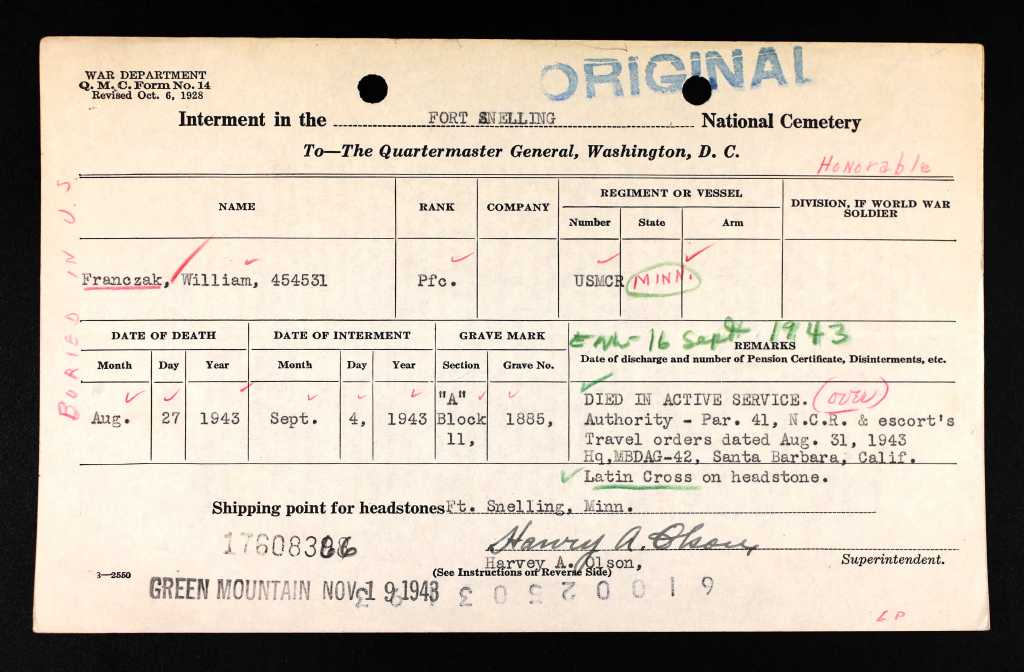 WAR DEPARTMENT
Q. M. C. Form No. 14
Revised Oct. 6, 1928
ORIGINAL
Interment in the FORT SNELLING National Cemetery
To—The Quartermaster General, Washington, D. C.
Honorable
BURIED IN U.S.
NAME RANK COMPANY REGIMENT OR VESSEL DIVISION, IF WORLD WAR SOLDIER
Number State Arm
Franczak, William, 454531 Pfc. USMCR MINN.
DATE OF DEATH DATE OF INTERMENT GRAVE MARK REMARKS
16 Sept 1943
Date of discharge and number of Pension Certificate, Disinterments, etc.
Month Day Year Month Day Year Section Grave No.
Aug. 27 1943 Sept. 4, 1943 "A" Block 11, 1885,
DIED IN ACTIVE SERVICE. (over)
Authority - Par. 41, N.C.R. & escort's
Travel orders dated Aug. 31, 1943
Hq,MBDAG-42, Santa Barbara, Calif.
Latin Cross on headstone.
Shipping point for headstones Ft. Snelling, Minn.
Harvey A. Olson
Harvey A. Olson, Superintendent.
(See Instructions on Reverse Side)
3—2550
GREEN MOUNTAIN NOV 19 1943